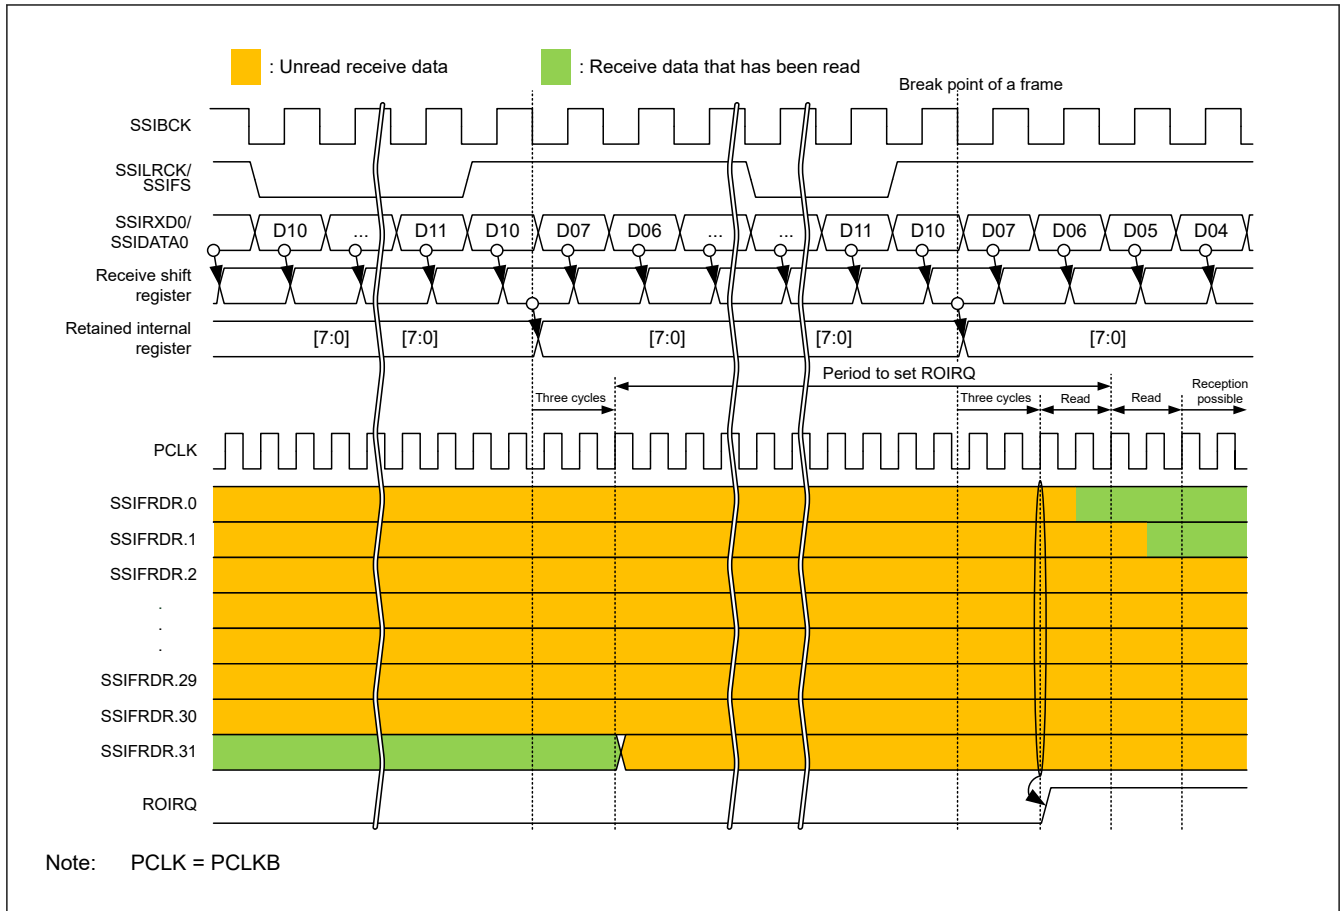 : Unread receive data : Receive data that has been read
Break point of a frame
SSIBCK
SSILRCK/
SSIFS
SSIRXD0/
SSIDATA0
D10 ... D11 D10 D07 D06 ... ... D11 D10 D07 D06 D05 D04
Receive shift
register
Retained internal
register
[7:0] [7:0] [7:0] [7:0] [7:0]
Period to set ROIRQ
Three cycles Three cycles Read Read Reception
possible
PCLK
SSIFRDR.0
SSIFRDR.1
SSIFRDR.2
.
.
.
SSIFRDR.29
SSIFRDR.30
SSIFRDR.31
ROIRQ
Note: PCLK = PCLKB